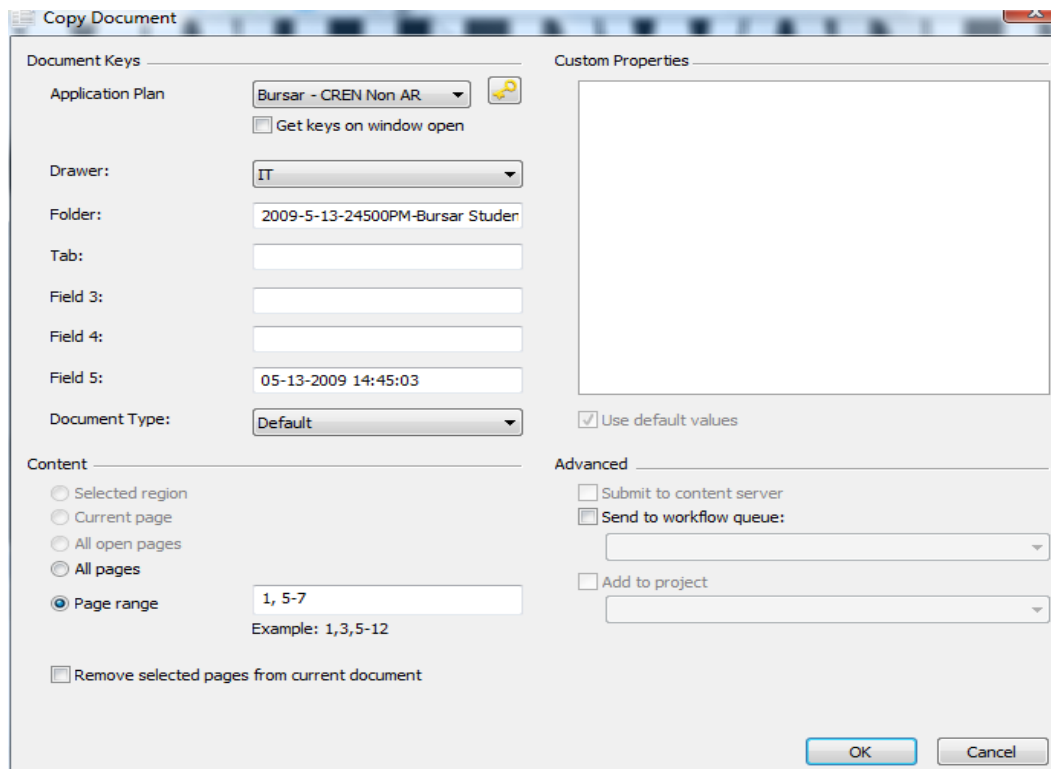 Copy Document
Document Keys
Application Plan
Bursar - CREN Non AR
Get keys on window open
Drawer:
IT
Folder:
2009-5-13-24500PM-Bursar Studen
Tab:
Field 3:
Field 4:
Field 5:
05-13-2009 14:45:03
Document Type:
Default
Custom Properties
Use default values
Content
Selected region
Current page
All open pages
All pages
Page range
1, 5-7
Example: 1,3,5-12
Remove selected pages from current document
Advanced
Submit to content server
Send to workflow queue:
Add to project
OK
Cancel